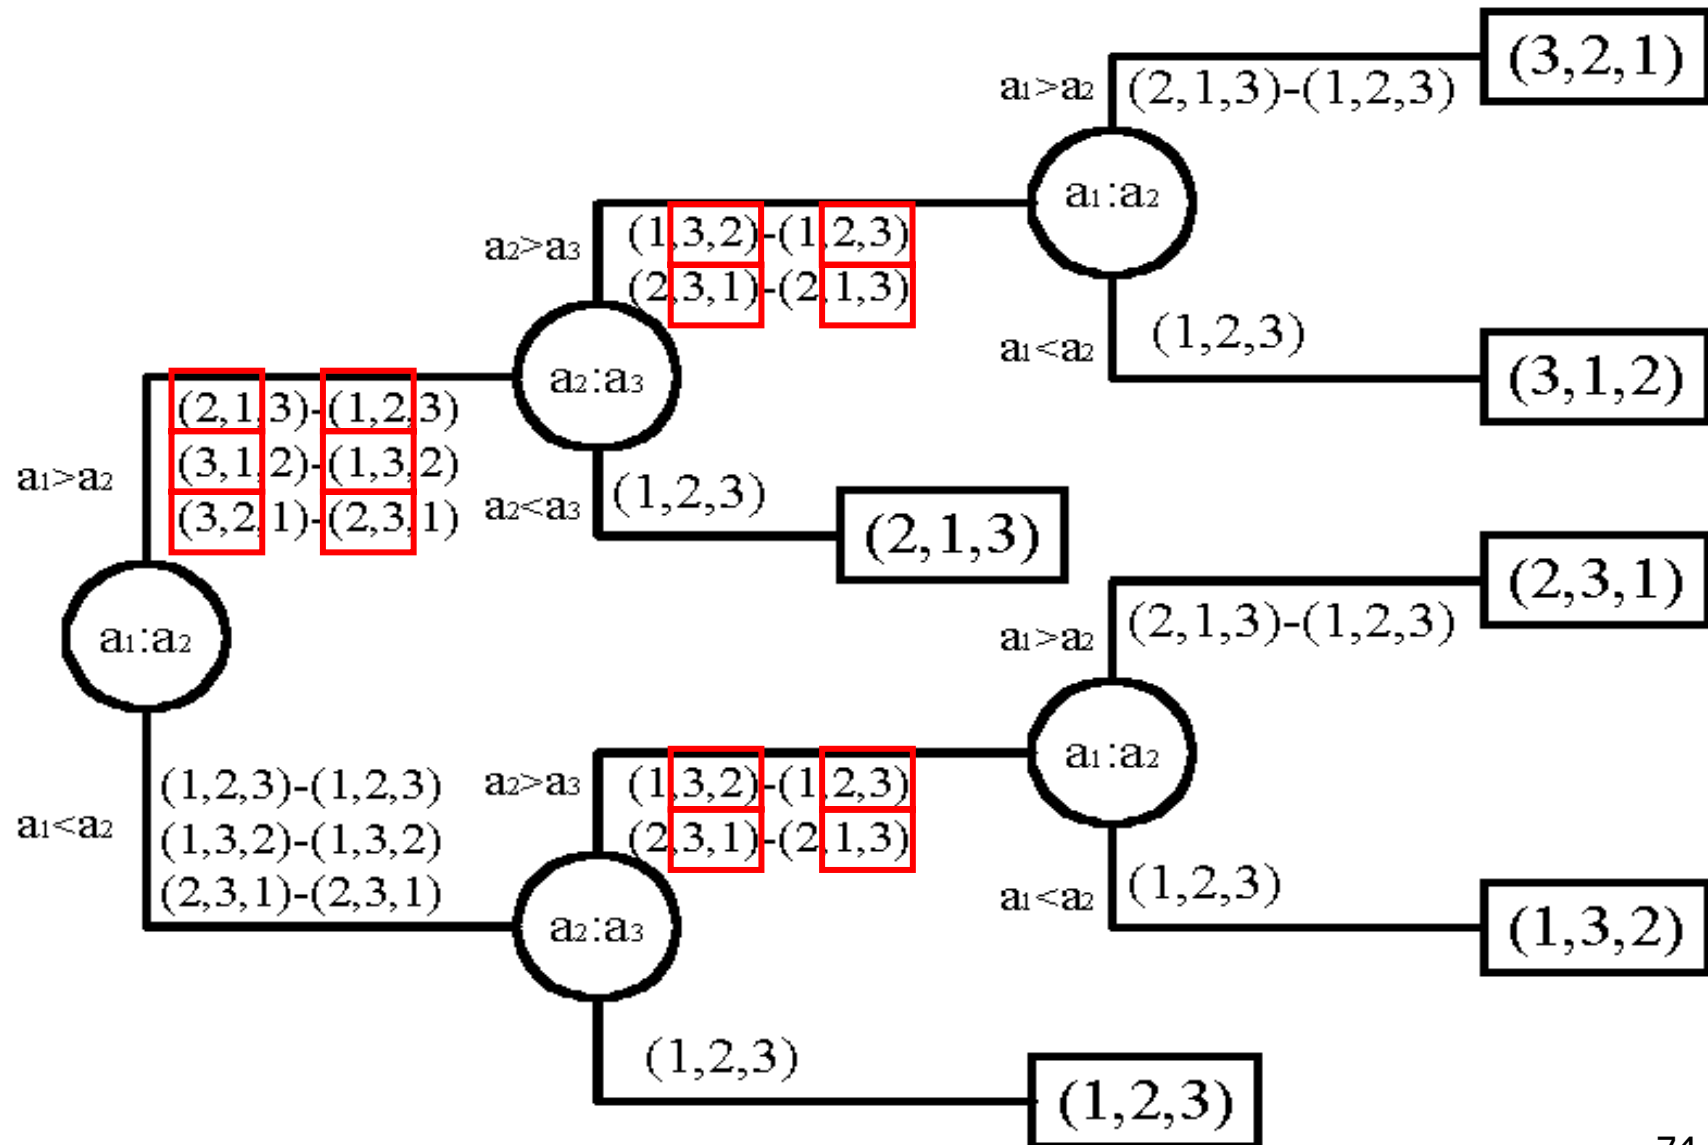 (3,2,1)
a1>a2
(2,1,3)-(1,2,3)
a1:a2
a2>a3
(1,3,2)-(1,2,3)
(2,3,1)-(2,1,3)
a1<a2
(1,2,3)
(3,1,2)
a2:a3
a1>a2
(2,1,3)-(1,2,3)
(3,1,2)-(1,3,2)
(3,2,1)-(2,3,1)
a2<a3
(1,2,3)
(2,1,3)
a1:a2
(2,3,1)
a1>a2
(2,1,3)-(1,2,3)
a1:a2
a1<a2
(1,2,3)-(1,2,3)
(1,3,2)-(1,3,2)
(2,3,1)-(2,3,1)
a2>a3
(1,3,2)-(1,2,3)
(2,3,1)-(2,1,3)
a2:a3
a1<a2
(1,2,3)
(1,3,2)
(1,2,3)
(1,2,3)